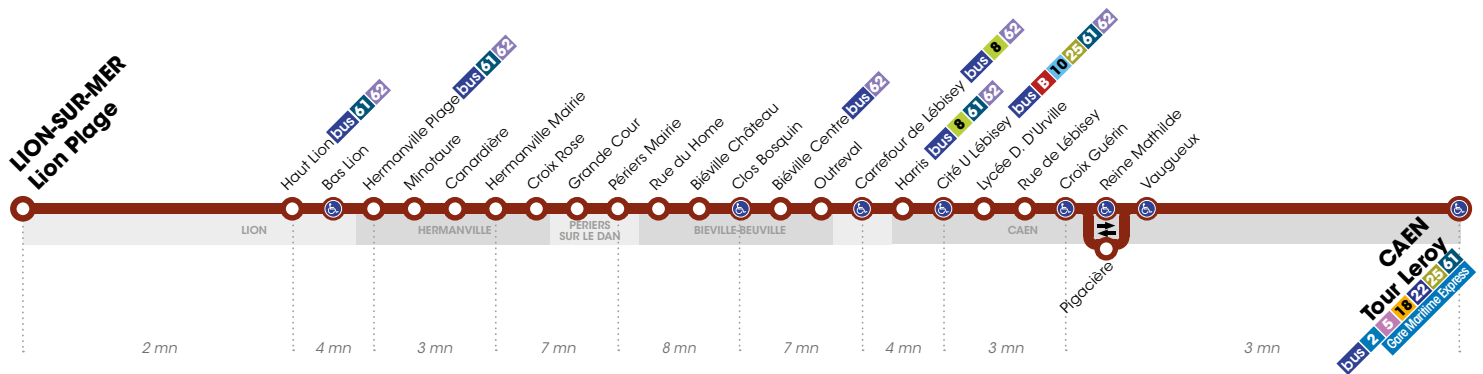 LION-SUR-MER
Lion Plage
Haut Lion bus 61 62
Bas Lion
Hermanville Plage bus 61 62
Minotaure
Canardière
Hermanville Mairie
Croix Rose
Grande Cour
Périers Mairie
Rue du Home
Biéville Château
Clos Bosquin
Biéville Centre bus 62
Outreval
Carrefour de Lébisey bus 8 62
Harris bus 8 61 62
Cité U Lébisey bus B 10 25 61 62
Lycée D. D'Urville
Rue de Lébisey
Croix Guérin
Reine Mathilde
Vaugueux
LION
HERMANVILLE
PÉRIERS
SUR LE DAN
BIEVILLE-BEUVILLE
CAEN
Pigacière
CAEN
Tour Leroy
bus 2 5 18 22 25 61
Gare Maritime Express
2 mn
4 mn
3 mn
7 mn
8 mn
7 mn
4 mn
3 mn
3 mn